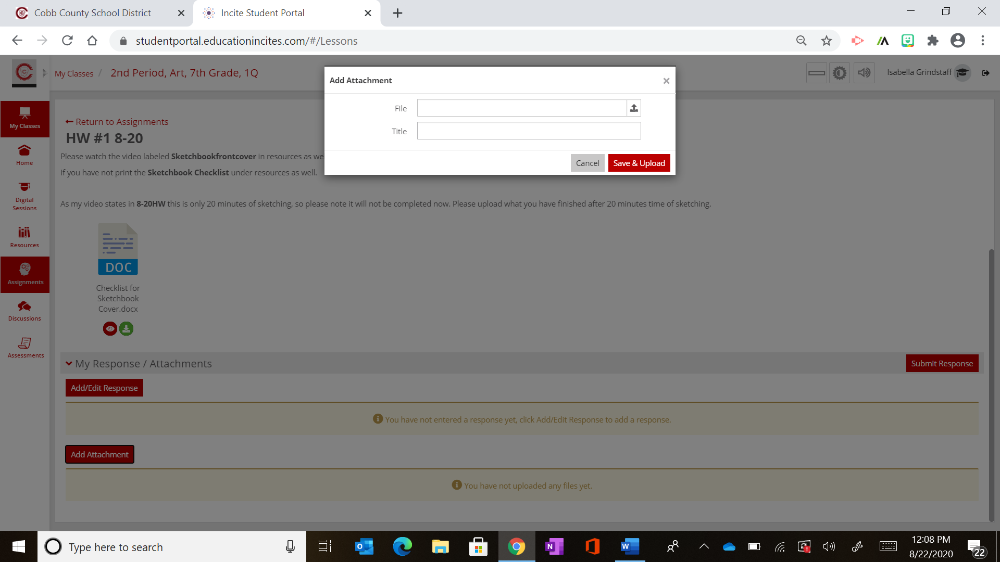 Cobb County School District
Incite Student Portal
studentportal.educationincites.com/#/Lessons
My Classes / 2nd Period, Art, 7th Grade, 1Q
Isabella Grindstaff
Add Attachment
File
Title
Cancel
Save & Upload
My Classes
Home
Digital
Sessions
Resources
Assignments
Discussions
Assessments
Return to Assignments
HW #1 8-20
Please watch the video labeled Sketchbookfrontcover in resources as we
If you have not print the Sketchbook Checklist under resources as well.
As my video states in 8-20HW this is only 20 minutes of sketching, so please note it will not be completed now. Please upload what you have finished after 20 minutes time of sketching.
DOC
Checklist for
Sketchbook
Cover.docx
My Response / Attachments
Submit Response
Add/Edit Response
You have not entered a response yet, click Add/Edit Response to add a response.
Add Attachment
You have not uploaded any files yet.
Type here to search
12:08 PM
8/22/2020
22